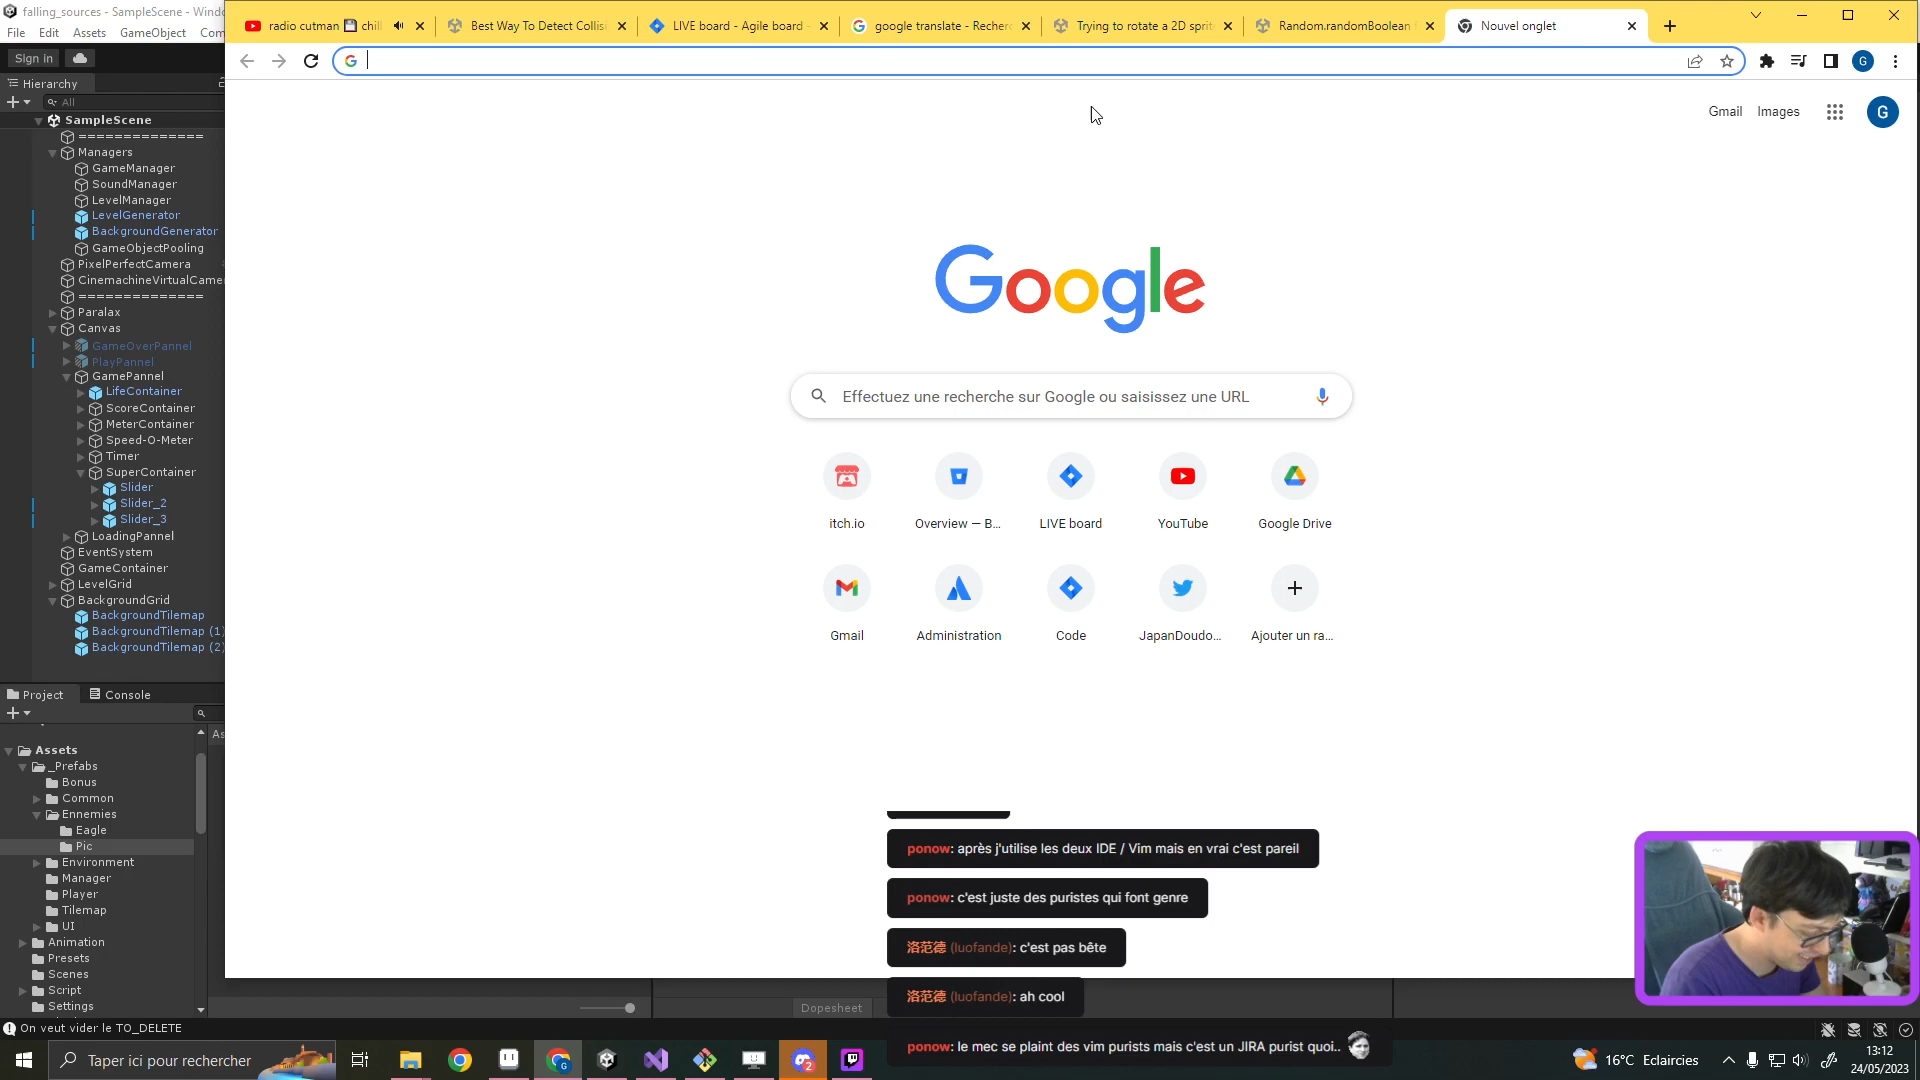 falling_sources - SampleScene - Windo
File Edit Assets GameObject Com
Sign in
Hierarchy
All
SampleScene
==============
Managers
GameManager
SoundManager
LevelManager
LevelGenerator
BackgroundGenerator
GameObjectPooling
PixelPerfectCamera
CinemachineVirtualCamer
==============
Paralax
Canvas
GameOverPannel
PlayPannel
GamePannel
LifeContainer
ScoreContainer
MeterContainer
Speed-O-Meter
Timer
SuperContainer
Slider
Slider_2
Slider_3
LoadingPannel
EventSystem
GameContainer
LevelGrid
BackgroundGrid
BackgroundTilemap
BackgroundTilemap (1)
BackgroundTilemap (2)
Project Console
As
Assets
_Prefabs
Bonus
Common
Ennemies
Eagle
Pic
Environment
Manager
Player
Tilemap
UI
Animation
Presets
Scenes
Script
Settings
On veut vider le TO_DELETE
radio cutman 💾 chil
Best Way To Detect Collisi
LIVE board - Agile board -
google translate - Recherc
Trying to rotate a 2D sprit
Random.randomBoolean f
Nouvel onglet
G
Gmail Images
G
Google
Effectuez une recherche sur Google ou saisissez une URL
itch.io
Overview — B...
LIVE board
YouTube
Google Drive
Gmail
Administration
Code
JapanDoudo...
Ajouter un ra...
ponow: après j'utilise les deux IDE / Vim mais en vrai c'est pareil
ponow: c'est juste des puristes qui font genre
洛范德 (luofande): c'est pas bête
洛范德 (luofande): ah cool
ponow: le mec se plaint des vim purists mais c'est un JIRA purist quoi..
Dopesheet
Taper ici pour rechercher
2
16°C Eclaircies
13:12
24/05/2023